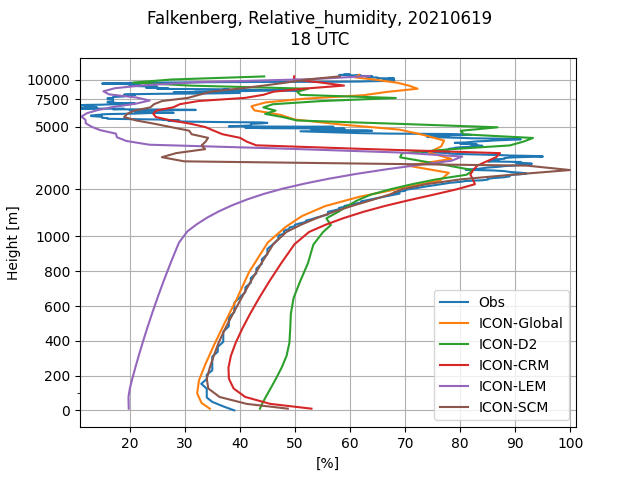 Falkenberg, Relative_humidity, 20210619
18 UTC
10000
7500
5000
2000
1000
800
600
400
200
0
Height [m]
Obs
ICON-Global
ICON-D2
ICON-CRM
ICON-LEM
ICON-SCM
20 30 40 50 60 70 80 90 100
[%]